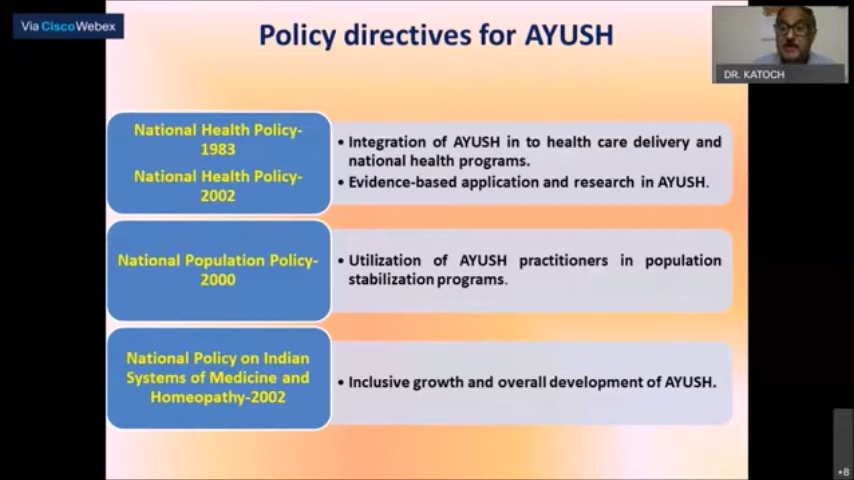 Via CiscoWebex
Policy directives for AYUSH
DR. KATOCH
National Health Policy-
1983
National Health Policy-
2002
• Integration of AYUSH in to health care delivery and
national health programs.
• Evidence-based application and research in AYUSH.
National Population Policy-
2000
• Utilization of AYUSH practitioners in population
stabilization programs.
National Policy on Indian
Systems of Medicine and
Homeopathy-2002
• Inclusive growth and overall development of AYUSH.
+8